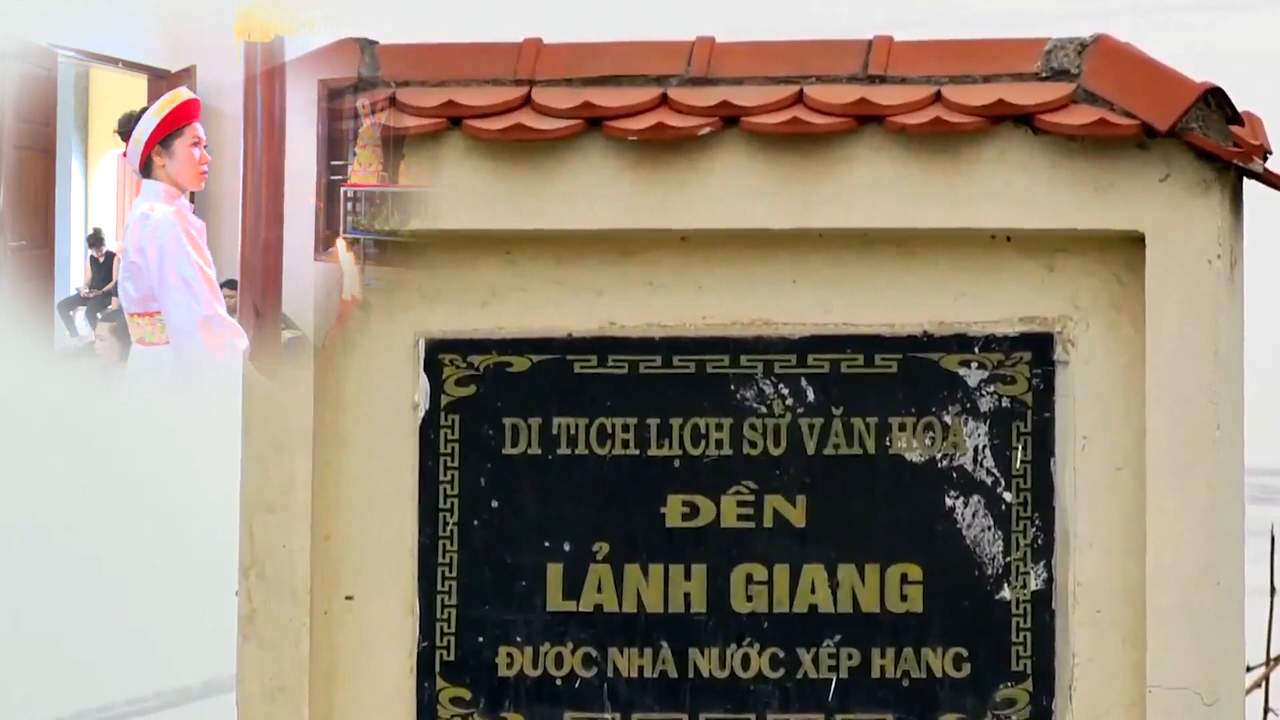 DI TICH LỊCH SỬ VĂN HOÁ
ĐỀN
LẢNH GIANG
ĐƯỢC NHÀ NƯỚC XẾP HẠNG